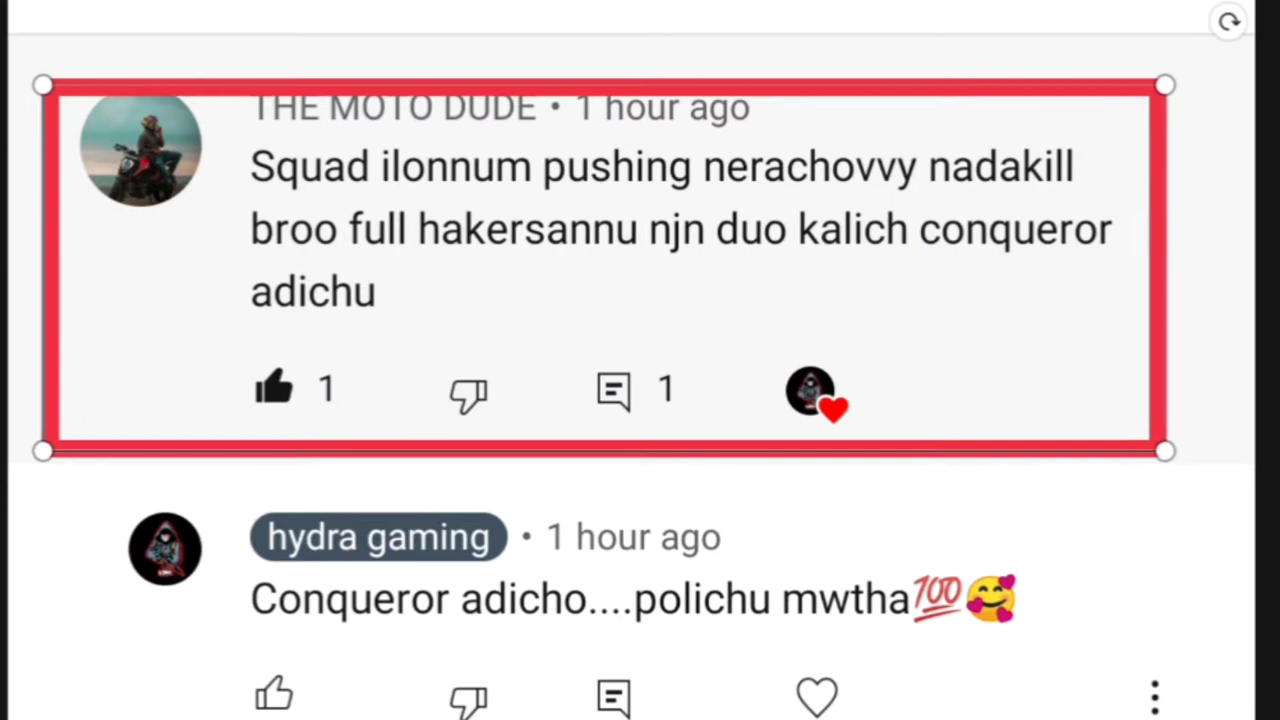 THE MOTO DUDE • 1 hour ago
Squad ilonnum pushing nerachovvy nadakill
broo full hakersannu njn duo kalich conqueror
adichu
1 1
hydra gaming • 1 hour ago
Conqueror adicho....polichu mwtha💯🥰